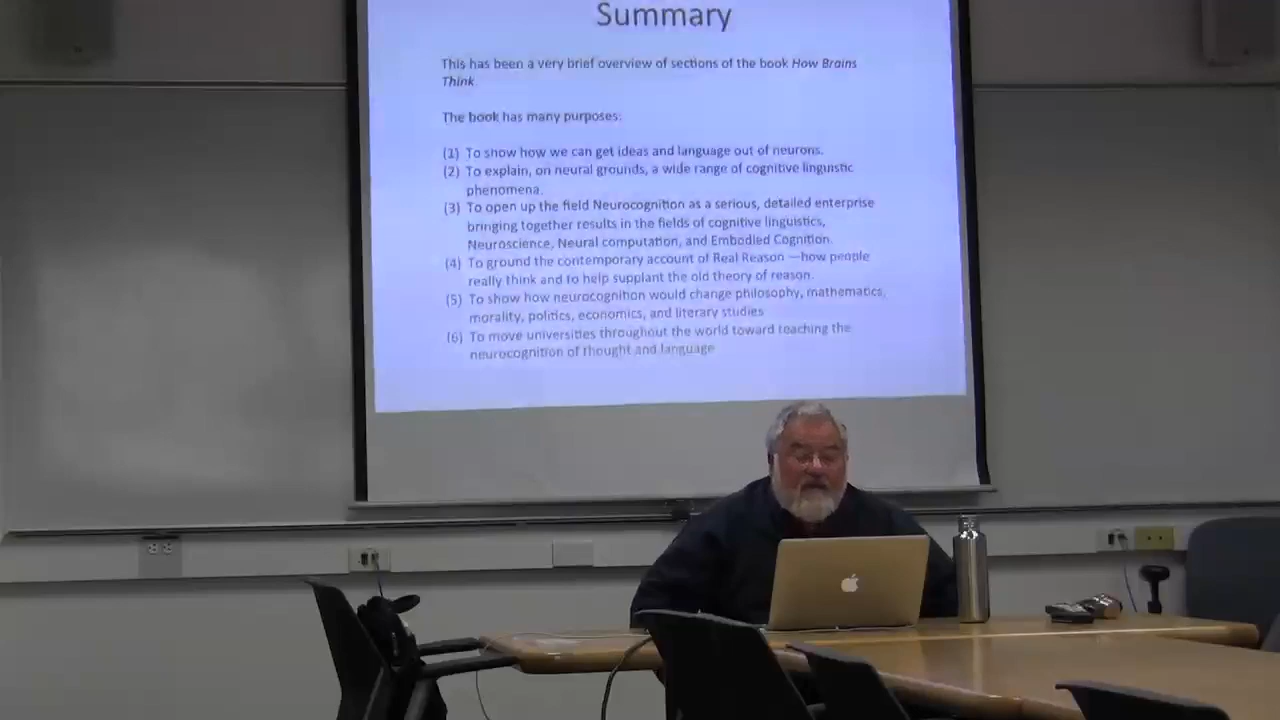 Summary
This has been a very brief overview of sections of the book How Brains
Think.
The book has many purposes:
(1) To show how we can get ideas and language out of neurons.
(2) To explain, on neural grounds, a wide range of cognitive linguistic
phenomena.
(3) To open up the field Neurocognition as a serious, detailed enterprise
bringing together results in the fields of cognitive linguistics,
Neuroscience, Neural computation, and Embodied Cognition.
(4) To ground the contemporary account of Real Reason —how people
really think and to help supplant the old theory of reason.
(5) To show how neurocognition would change philosophy, mathematics,
morality, politics, economics, and literary studies
(6) To move universities throughout the world toward teaching the
neurocognition of thought and language